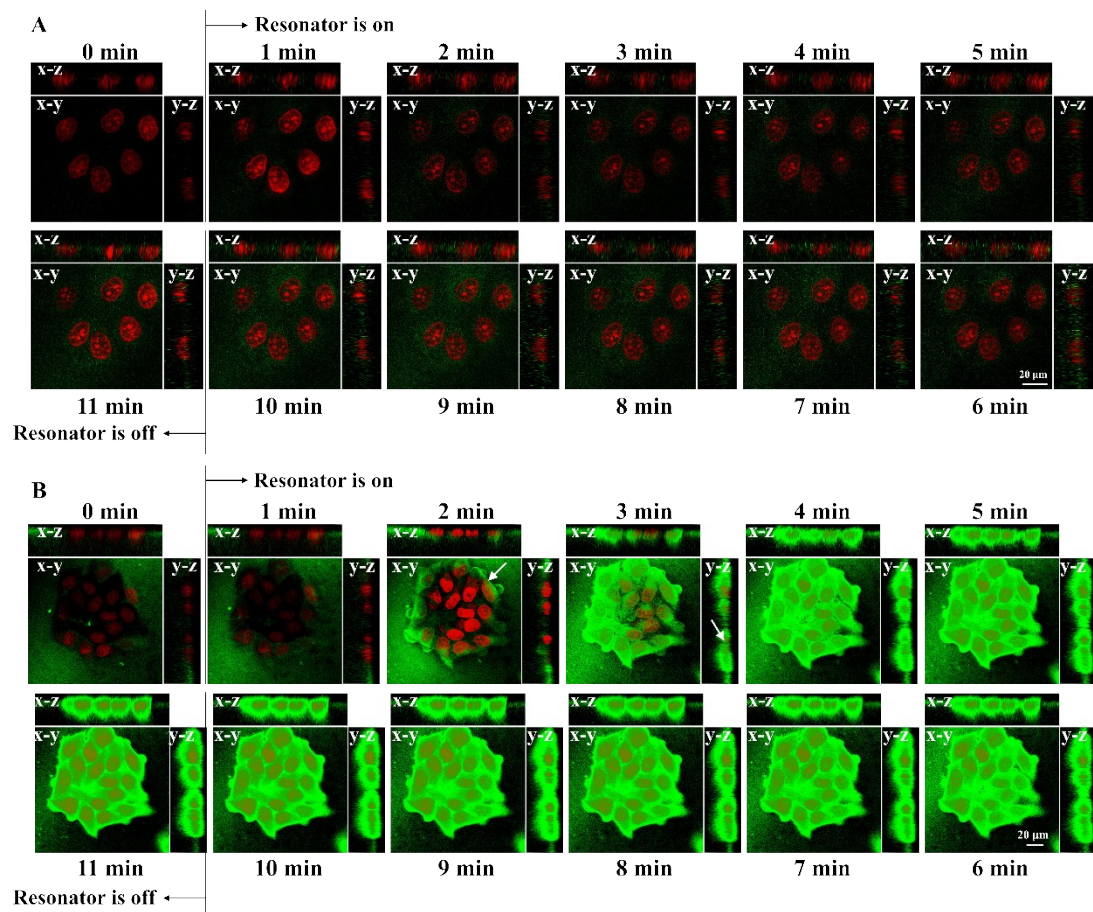 A
Resonator is on
0 min 1 min 2 min 3 min 4 min 5 min
x-z x-z x-z x-z x-z x-z
x-y y-z x-y y-z x-y y-z x-y y-z x-y y-z x-y y-z
x-z x-z x-z x-z x-z x-z
x-y y-z x-y y-z x-y y-z x-y y-z x-y y-z x-y y-z
20 μm
11 min 10 min 9 min 8 min 7 min 6 min
Resonator is off
B
Resonator is on
0 min 1 min 2 min 3 min 4 min 5 min
x-z x-z x-z x-z x-z x-z
x-y y-z x-y y-z x-y y-z x-y y-z x-y y-z x-y y-z
x-z x-z x-z x-z x-z x-z
x-y y-z x-y y-z x-y y-z x-y y-z x-y y-z x-y y-z
20 μm
11 min 10 min 9 min 8 min 7 min 6 min
Resonator is off